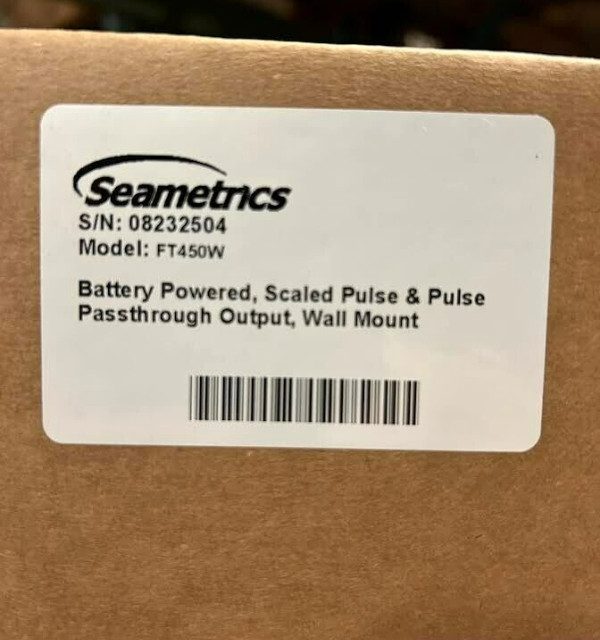 Seametrics
S/N: 08232504
Model: FT450W
Battery Powered, Scaled Pulse & Pulse
Passthrough Output, Wall Mount